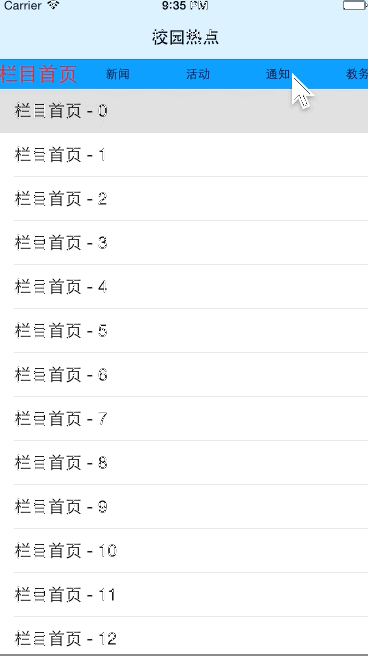 Carrier 9:35 PM
校园热点
栏目首页 新闻 活动 通知 教务
栏目首页 - 0
栏目首页 - 1
栏目首页 - 2
栏目首页 - 3
栏目首页 - 4
栏目首页 - 5
栏目首页 - 6
栏目首页 - 7
栏目首页 - 8
栏目首页 - 9
栏目首页 - 10
栏目首页 - 11
栏目首页 - 12